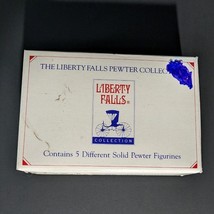 THE LIBERTY FALLS PEWTER COLLEC
LIBERTY
FALLS®
COLLECTION
Contains 5 Different Solid Pewter Figurines